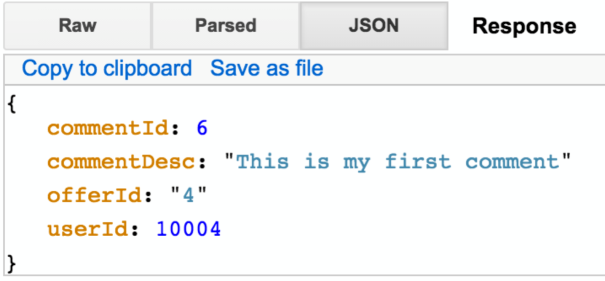 Raw Parsed JSON Response
Copy to clipboard Save as file
{
commentId: 6
commentDesc: "This is my first comment"
offerId: "4"
userId: 10004
}